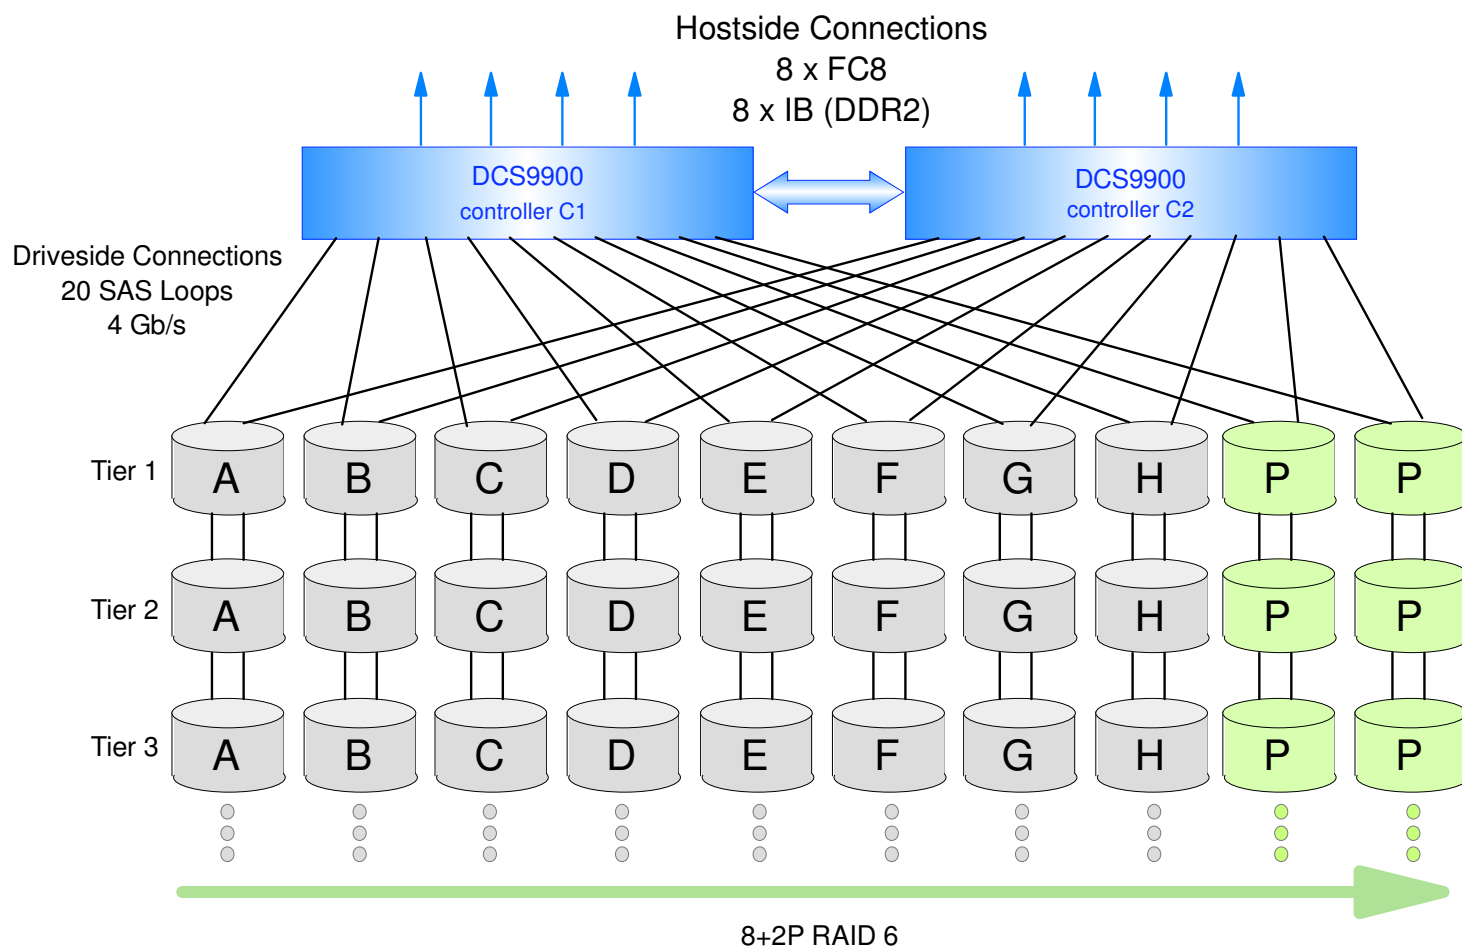 Hostside Connections
8 x FC8
8 x IB (DDR2)
DCS9900
controller C1
DCS9900
controller C2
Driveside Connections
20 SAS Loops
4 Gb/s
Tier 1 A B C D E F G H P P
Tier 2 A B C D E F G H P P
Tier 3 A B C D E F G H P P
8+2P RAID 6